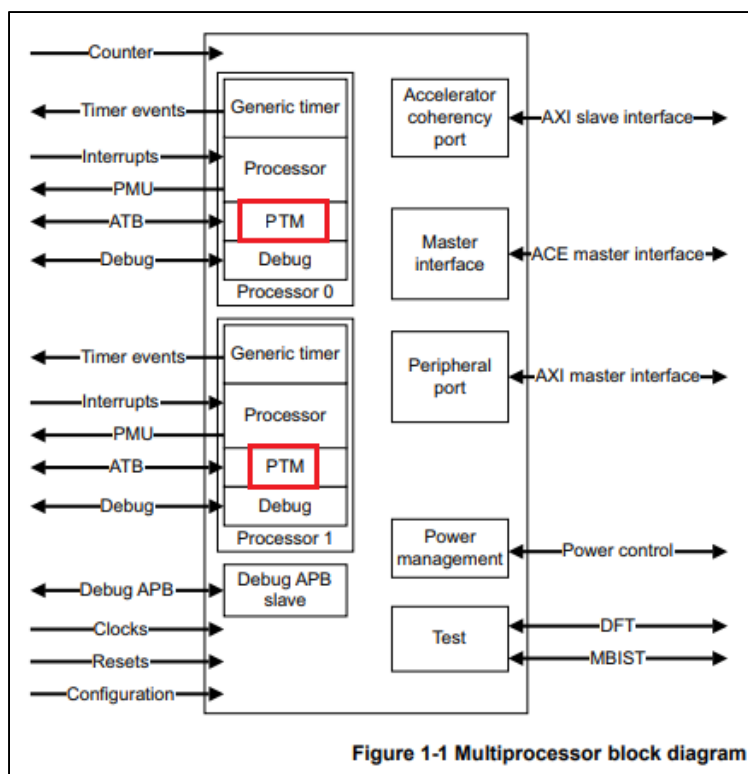 Counter
Timer events
Interrupts
PMU
ATB
Debug
Generic timer
Processor
PTM
Debug
Processor 0
Timer events
Interrupts
PMU
ATB
Debug
Generic timer
Processor
PTM
Debug
Processor 1
Debug APB
Debug APB
slave
Clocks
Resets
Configuration
Accelerator
coherency
port
AXI slave interface
Master
interface
ACE master interface
Peripheral
port
AXI master interface
Power
management
Power control
Test
DFT
MBIST
Figure 1-1 Multiprocessor block diagram